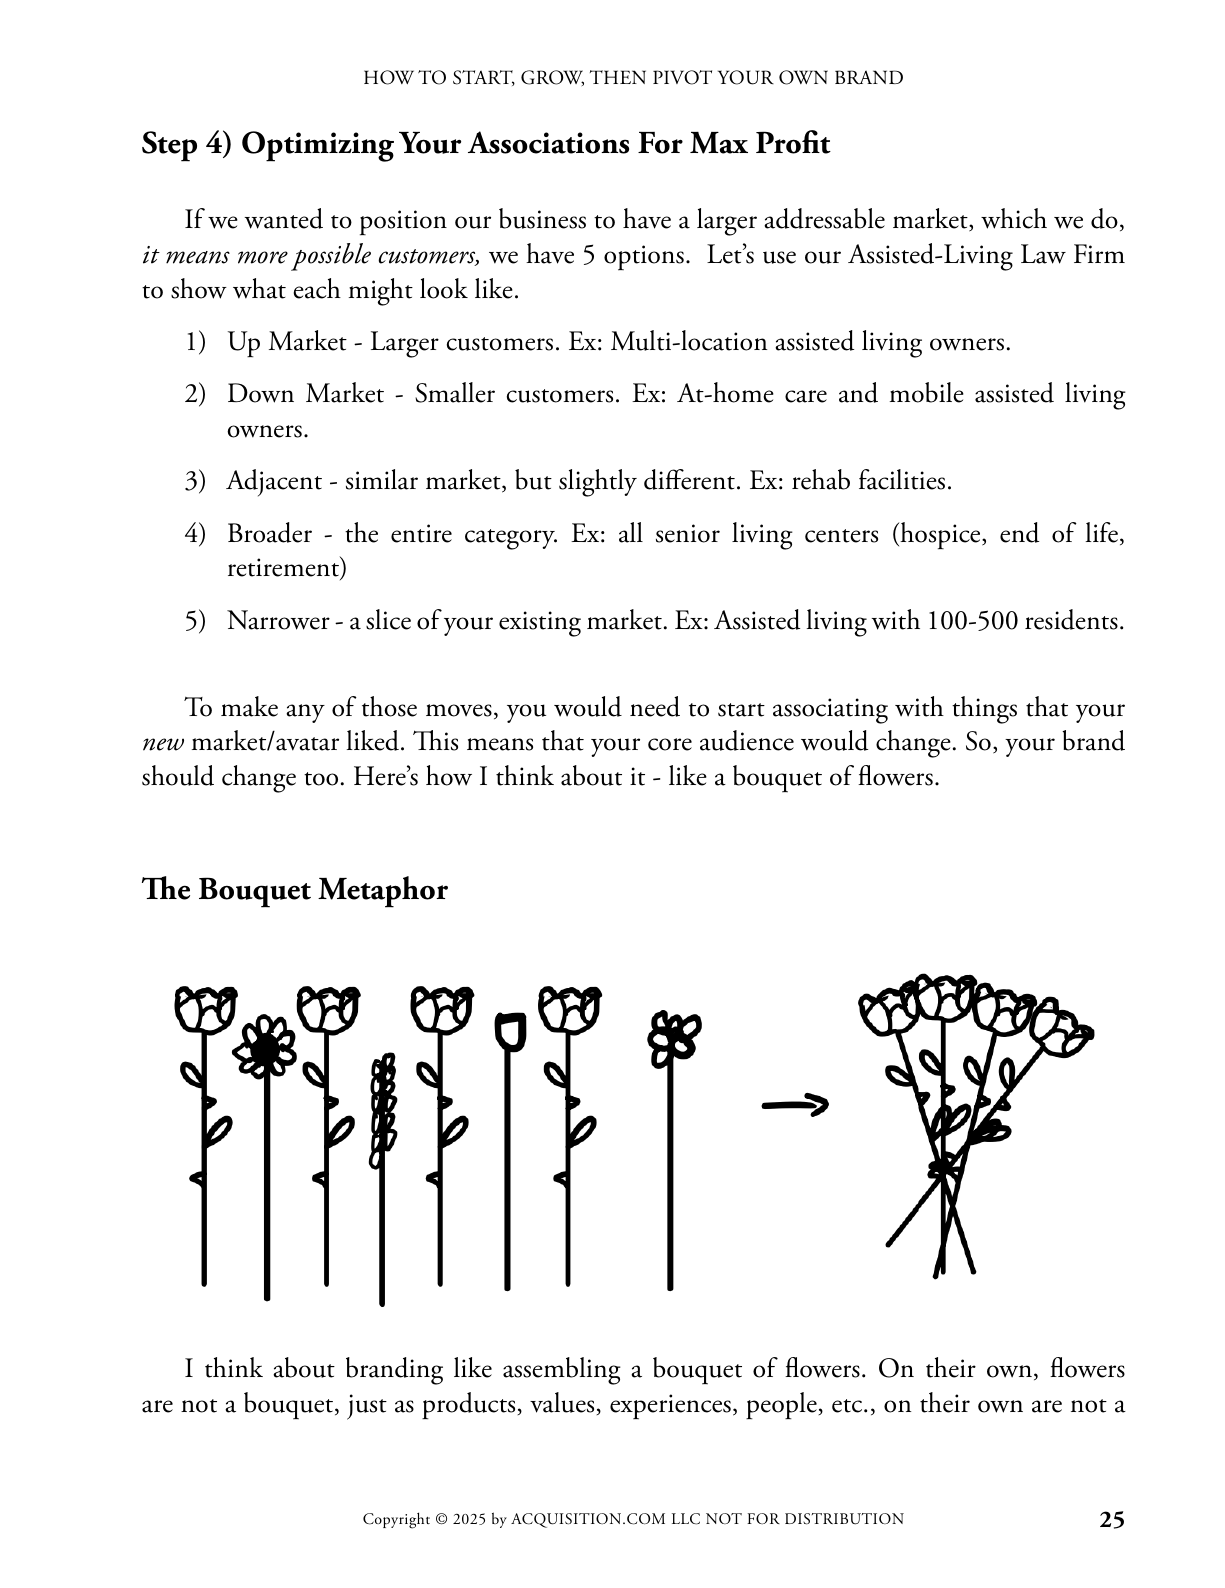 HOW TO START, GROW, THEN PIVOT YOUR OWN BRAND
Step 4) Optimizing Your Associations For Max Profit
If we wanted to position our business to have a larger addressable market, which we do,
it means more possible customers, we have 5 options.  Let’s use our Assisted-Living Law Firm
to show what each might look like.
1) Up Market - Larger customers. Ex: Multi-location assisted living owners.
2) Down Market - Smaller customers. Ex: At-home care and mobile assisted living
owners.
3) Adjacent - similar market, but slightly different. Ex: rehab facilities.
4) Broader - the entire category. Ex: all senior living centers (hospice, end of life,
retirement)
5) Narrower - a slice of your existing market. Ex: Assisted living with 100-500 residents.
To make any of those moves, you would need to start associating with things that your
new market/avatar liked. This means that your core audience would change. So, your brand
should change too. Here’s how I think about it - like a bouquet of flowers.
The Bouquet Metaphor
I think about branding like assembling a bouquet of flowers. On their own, flowers
are not a bouquet, just as products, values, experiences, people, etc., on their own are not a
Copyright © 2025 by ACQUISITION.COM LLC NOT FOR DISTRIBUTION
25